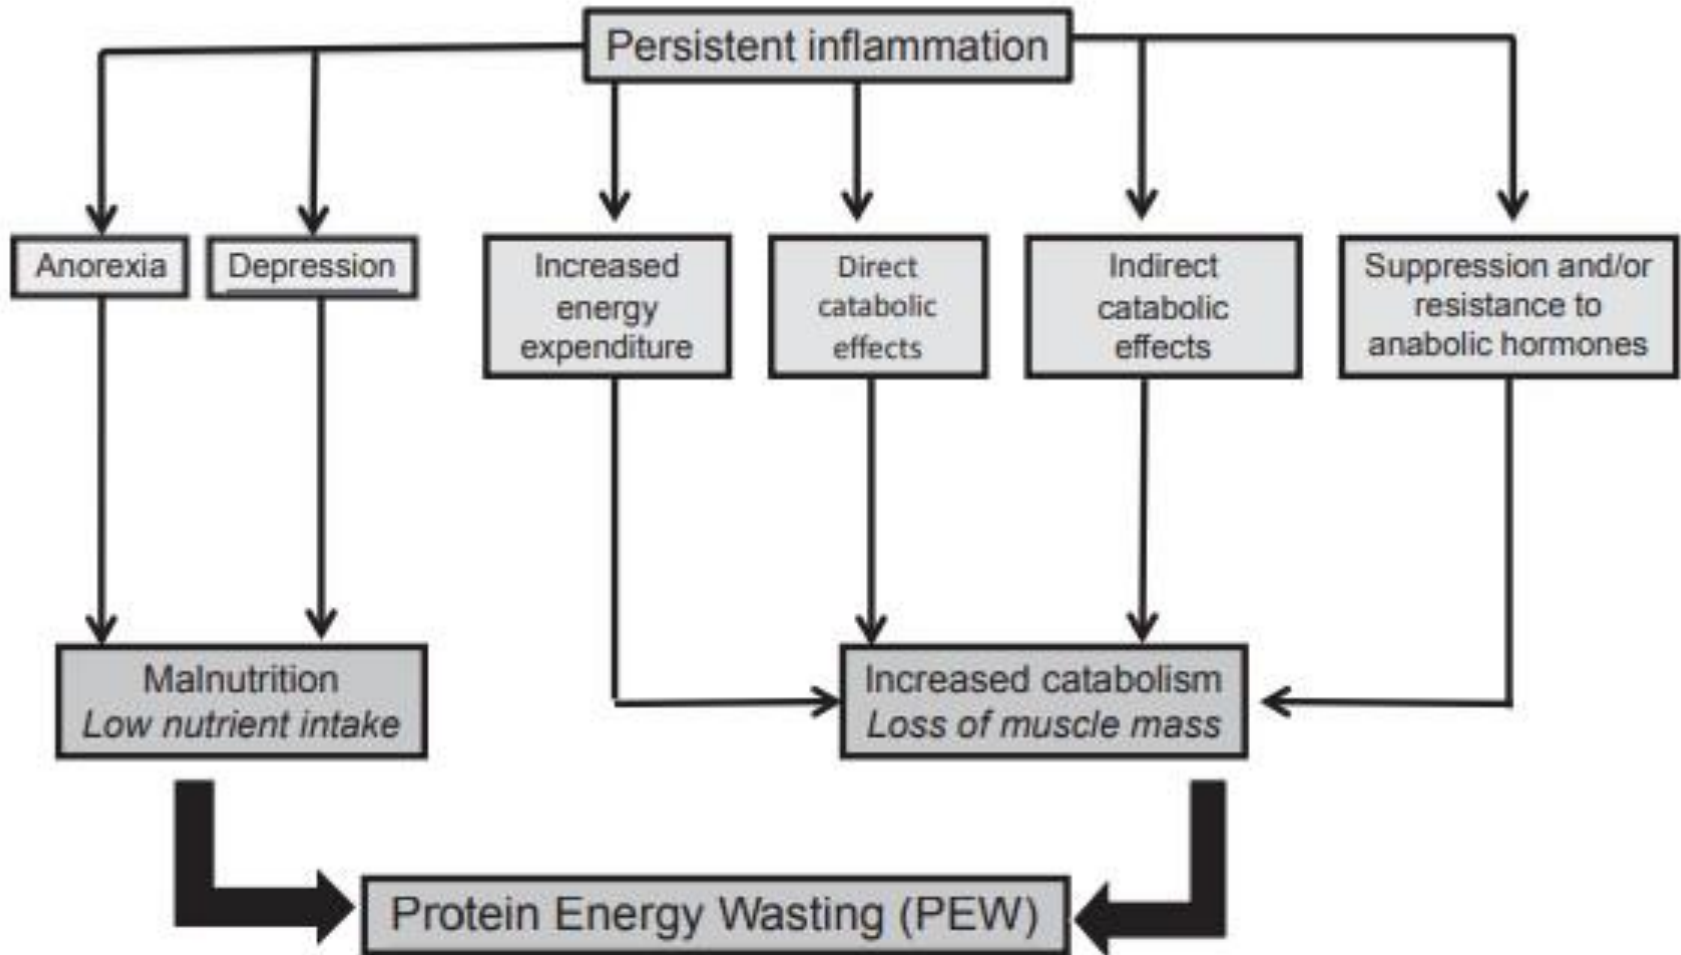 Persistent inflammation
Anorexia
Depression
Increased
energy
expenditure
Direct
catabolic
effects
Indirect
catabolic
effects
Suppression and/or
resistance to
anabolic hormones
Malnutrition
Low nutrient intake
Increased catabolism
Loss of muscle mass
Protein Energy Wasting (PEW)